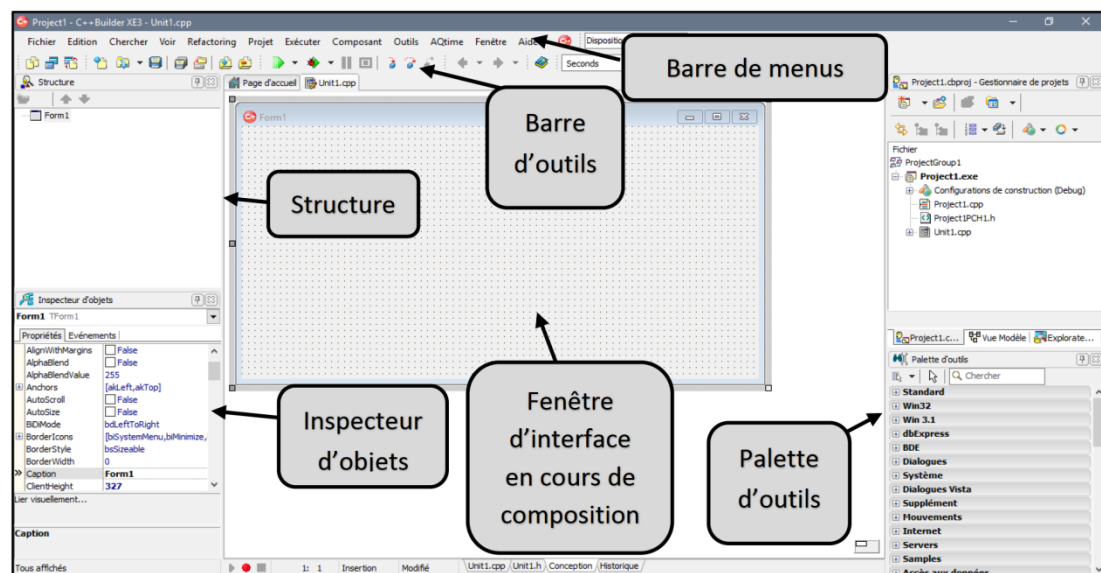 Project1 - C++Builder XE3 - Unit1.cpp
Fichier Edition Chercher Voir Refactoring Projet Exécuter Composant Outils AQtime Fenêtre
Barre de menus
Seconds
Structure
Form1
Page d'accueil Unit1.cpp
Form1
Barre
d'outils
Structure
Project1.cbproj - Gestionnaire de projets
Fichier
ProjectGroup1
Project1.exe
Configurations de construction (Debug)
Project1.cpp
Project1PCH1.h
Unit1.cpp
Project1.c... Vue Modèle Explorate...
Inspecteur d'objets
Form1 TForm1
Propriétés Evénements
AlignWithMargins False
AlphaBlend False
AlphaBlendValue 255
Anchors [akLeft,akTop]
AutoScroll False
AutoSize False
BiDiMode bdLeftToRight
BorderIcons [biSystemMenu,biMinimize,
BorderStyle bsSizeable
BorderWidth 0
Caption Form1
ClientHeight 327
Lier visuellement...
Caption
Tous affichés
Inspecteur
d'objets
Fenêtre
d'interface
en cours de
composition
Palette
d'outils
Palette d'outils
Chercher
Standard
Win32
Win 3.1
dbExpress
BDE
Dialogues
Système
Dialogues Vista
Supplément
Mouvements
Internet
Servers
Samples
Accès aux données
1: 1 Insertion Modifié Unit1.cpp Unit1.h Conception Historique